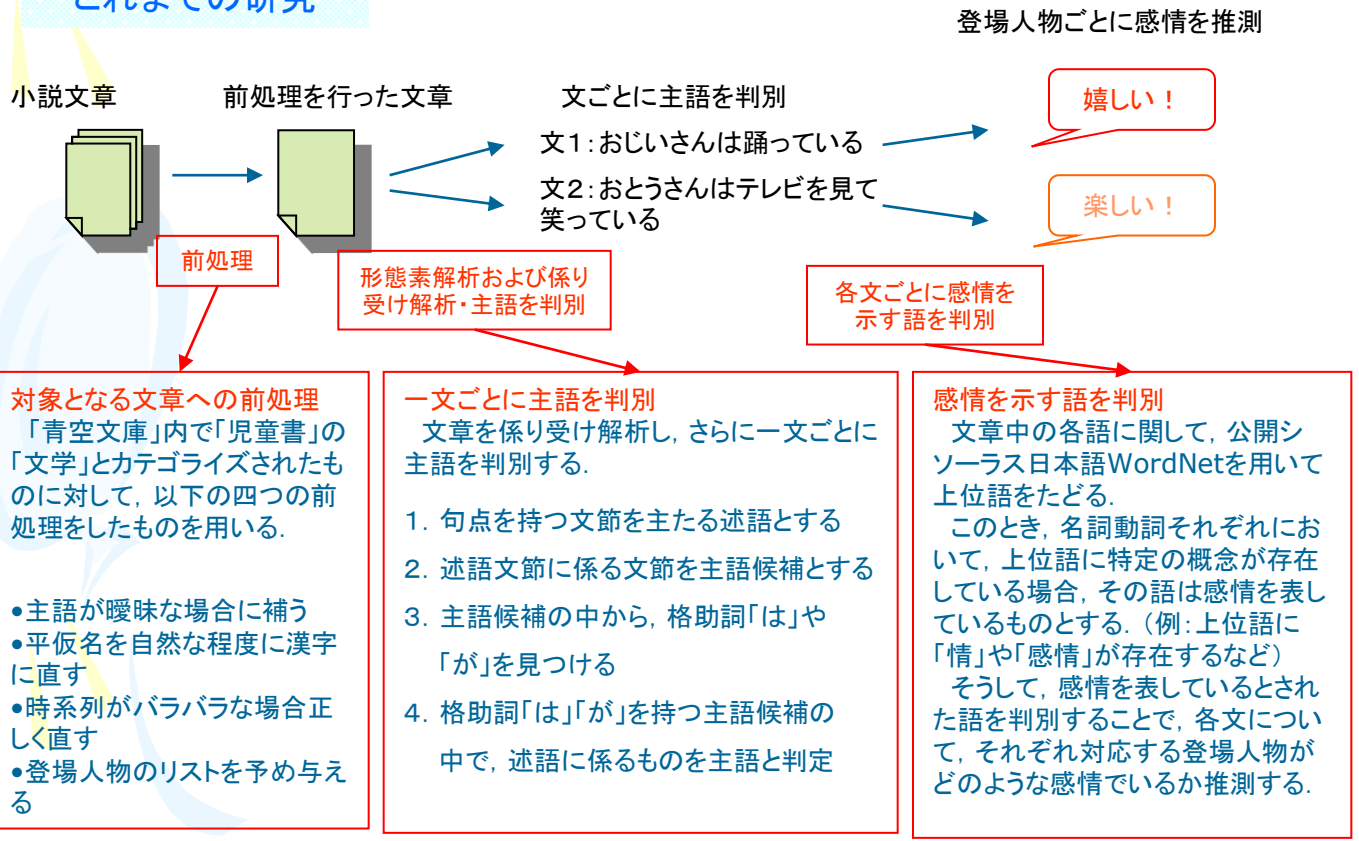 これまでの研究
登場人物ごとに感情を推測
小説文章
前処理を行った文章
文ごとに主語を判別
文1：おじいさんは踊っている
文２：おとうさんはテレビを見て
笑っている
嬉しい！
楽しい！
前処理
形態素解析および係り
受け解析・主語を判別
各文ごとに感情を
示す語を判別
対象となる文章への前処理
「青空文庫」内で「児童書」の
「文学」とカテゴライズされたも
のに対して，以下の四つの前
処理をしたものを用いる．
●主語が曖昧な場合に補う
●平仮名を自然な程度に漢字
に直す
●時系列がバラバラな場合正
しく直す
●登場人物のリストを予め与え
る
一文ごとに主語を判別
文章を係り受け解析し，さらに一文ごとに
主語を判別する．
１．句点を持つ文節を主たる述語とする
２．述語文節に係る文節を主語候補とする
３．主語候補の中から，格助詞「は」や
「が」を見つける
４．格助詞「は」「が」を持つ主語候補の
中で，述語に係るものを主語と判定
感情を示す語を判別
文章中の各語に関して，公開シ
ソーラス日本語WordNetを用いて
上位語をたどる．
このとき，名詞動詞それぞれにお
いて，上位語に特定の概念が存在
している場合，その語は感情を表し
ているものとする．（例：上位語に
「情」や「感情」が存在するなど）
そうして，感情を表しているとされ
た語を判別することで，各文につい
て，それぞれ対応する登場人物が
どのような感情でいるか推測する．